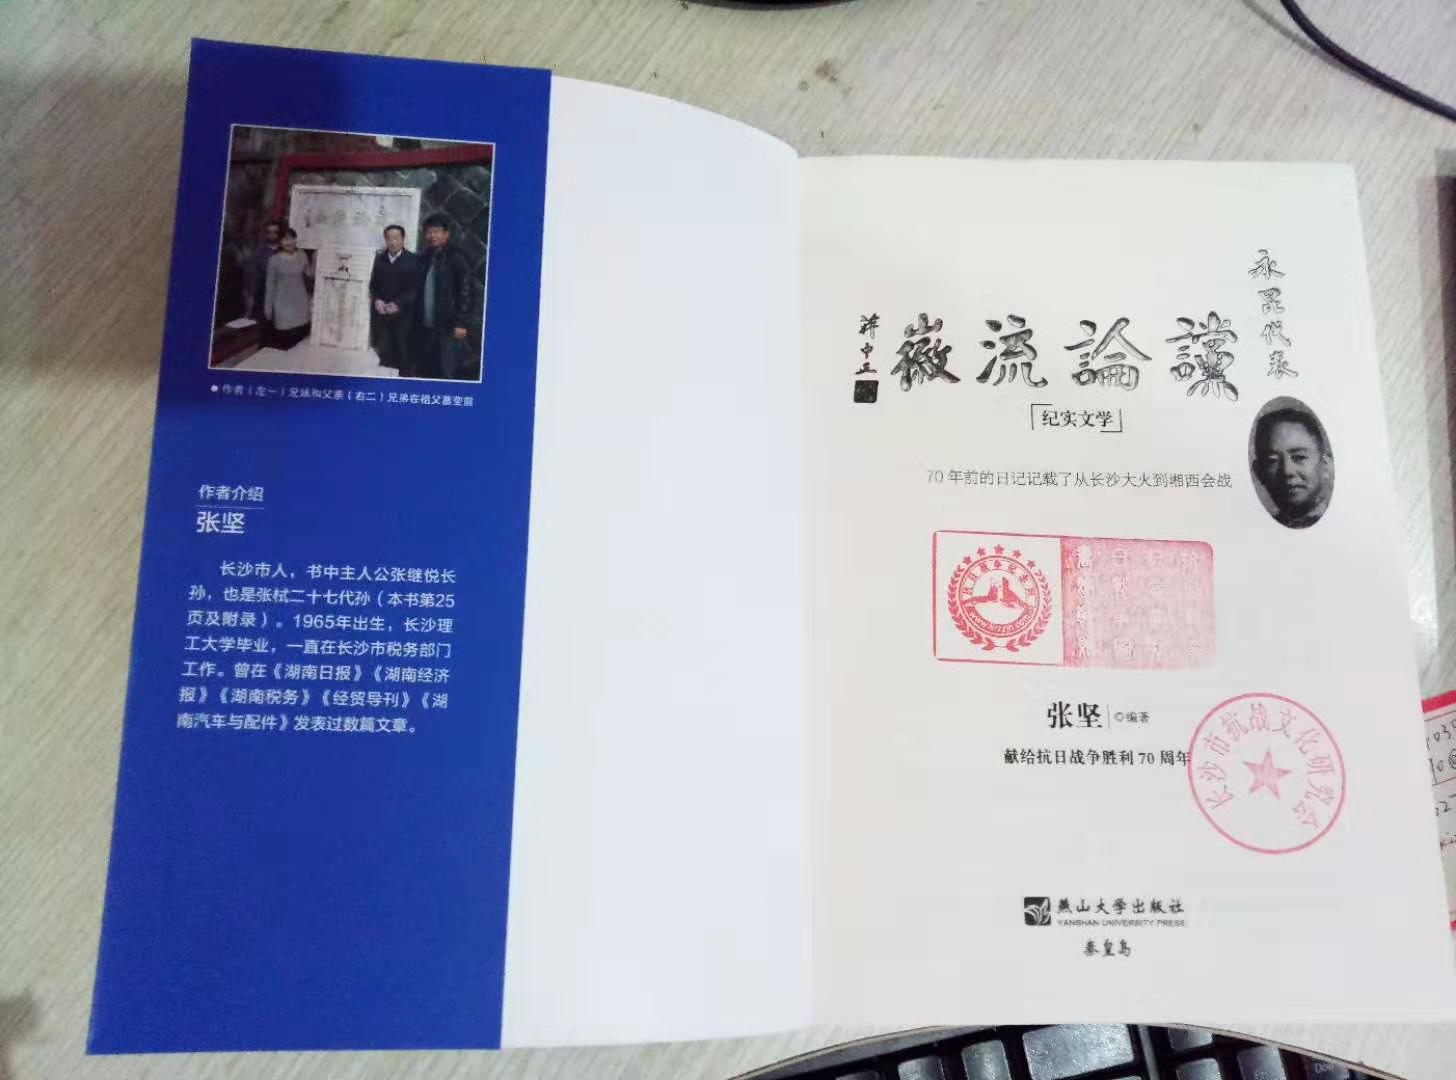 ● 作者（左一）兄妹和父亲（右二）兄弟在祖父墓茔前
作者介绍
张坚
长沙市人，书中主人公张继悦长
孙，也是张栻二十七代孙（本书第25
页及附录）。1965年出生，长沙理
工大学毕业，一直在长沙市税务部门
工作。曾在《湖南日报》《湖南经济
报》《湖南税务》《经贸导刊》《湖
南汽车与配件》发表过数篇文章。
永昆代表
讜論流徽
蒋中正
纪实文学
70 年前的日记记载了从长沙大火到湘西会战
www.krzzjn.com
张坚
©编著
献给抗日战争胜利 70 周年
长沙市抗战文化研究会
燕山大学出版社
YANSHAN UNIVERSITY PRESS
秦皇岛